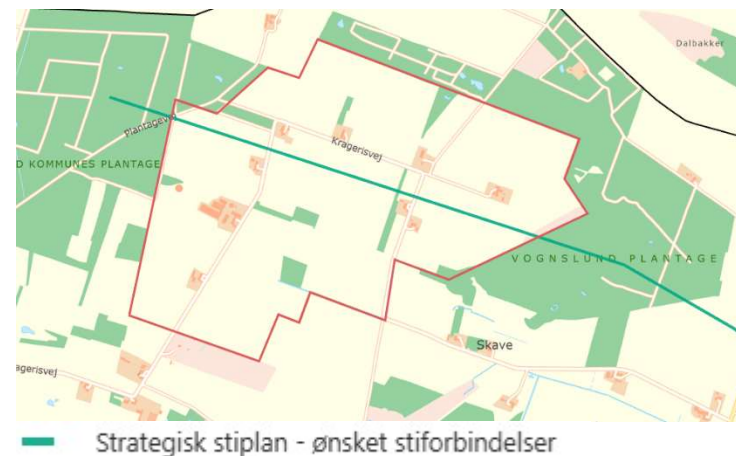 Dalbakker
Plantagevej
Kragerisvej
D KOMMUNES PLANTAGE
VOGNSLUND PLANTAGE
Skave
agerisvej
Strategisk stiplan - ønsket stiforbindelser